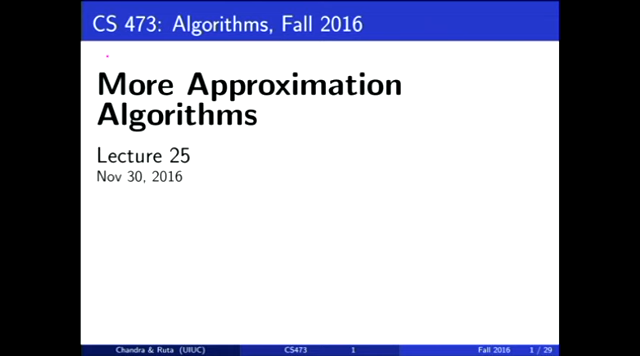 CS 473: Algorithms, Fall 2016
More Approximation
Algorithms
Lecture 25
Nov 30, 2016
Chandra & Ruta (UIUC) CS473 1 Fall 2016 1 / 29